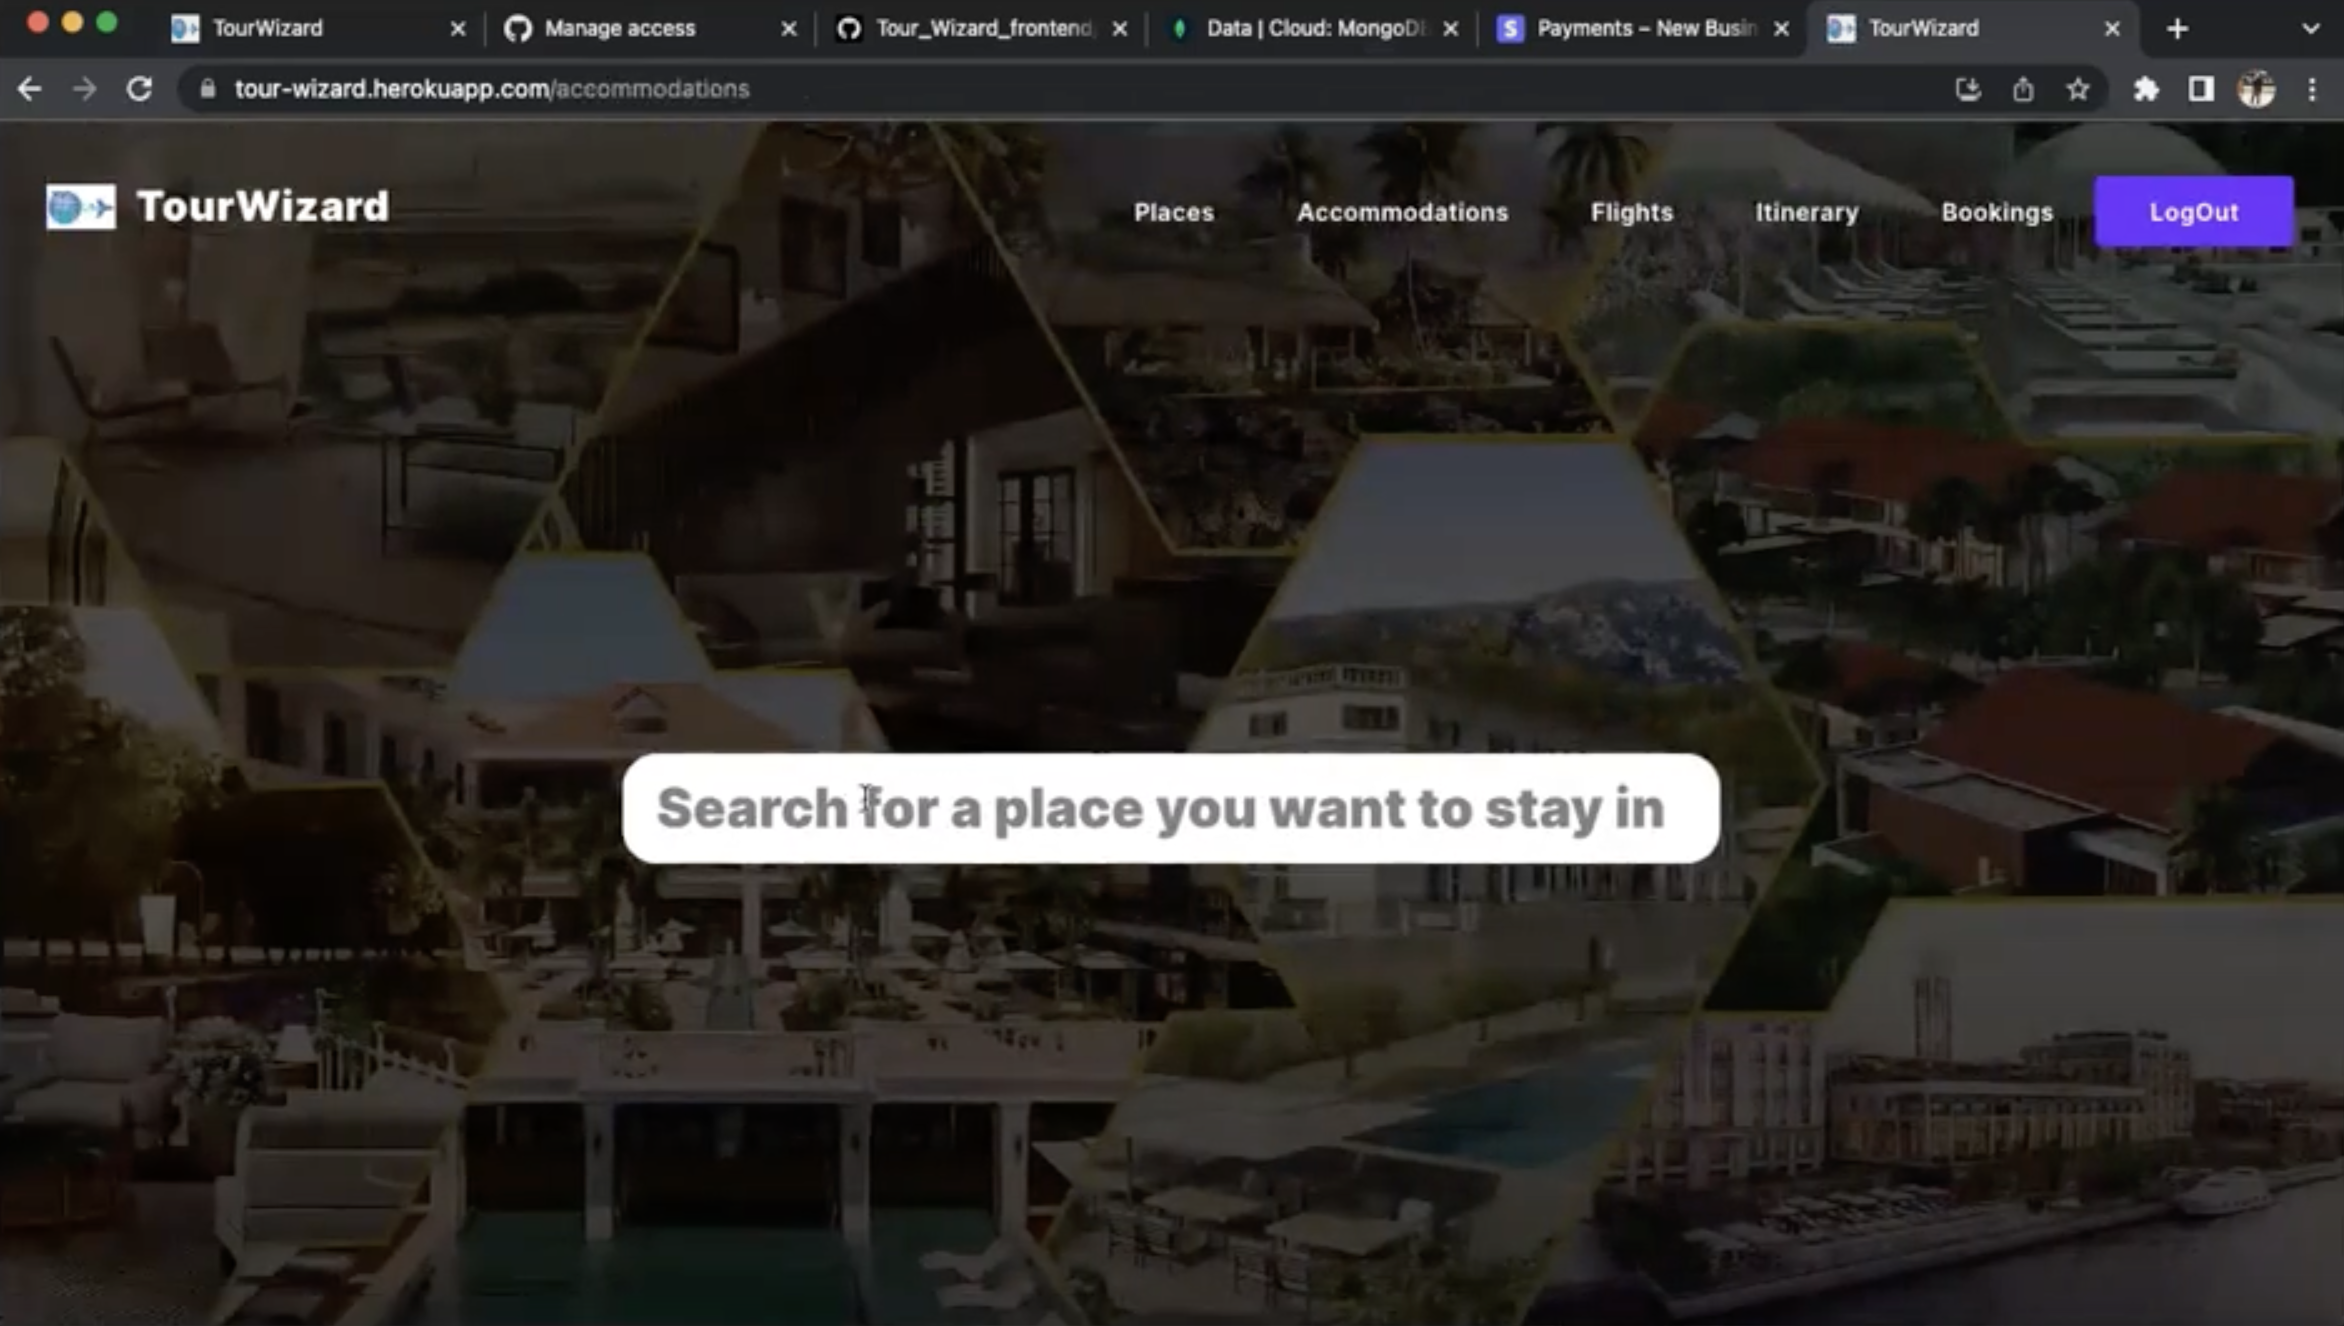 TourWizard
Manage access
Tour_Wizard_frontend
Data | Cloud: MongoDB
Payments – New Busin
TourWizard
tour-wizard.herokuapp.com/accommodations
TourWizard
Places
Accommodations
Flights
Itinerary
Bookings
LogOut
Search for a place you want to stay in